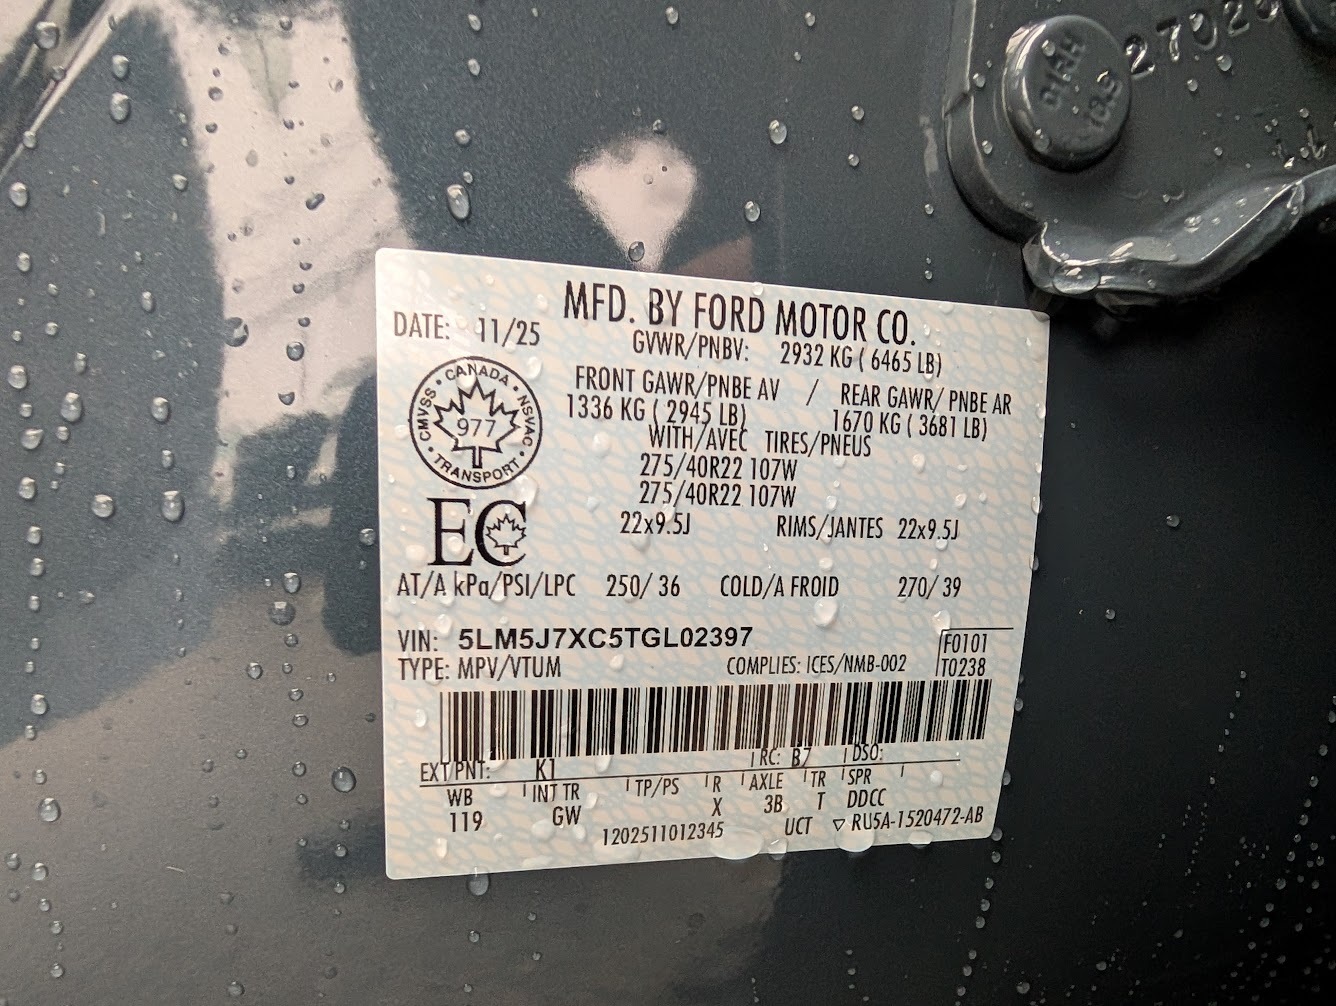 27020
DIRH
10.9
MFD. BY FORD MOTOR CO.
DATE: 11/25
GVWR/PNBV: 2932 KG ( 6465 LB)
FRONT GAWR/PNBE AV / REAR GAWR/ PNBE AR
1336 KG ( 2945 LB) 1670 KG ( 3681 LB)
WITH/AVEC TIRES/PNEUS
275/40R22 107W
275/40R22 107W
22x9.5J RIMS/JANTES 22x9.5J
CANADA • NSVAC • TRANSPORT • CMVSS •
977
EC
AT/A kPa/PSI/LPC 250/ 36 COLD/A FROID 270/ 39
VIN: 5LM5J7XC5TGL02397
F0101
TYPE: MPV/VTUM COMPLIES: ICES/NMB-002 T0238
EXT/PNT: K1 RC: B7 DSO:
WB INT TR TP/PS R AXLE TR SPR
119 GW X 3B T DDCC
1202511012345 UCT ▽ RU5A-1520472-AB